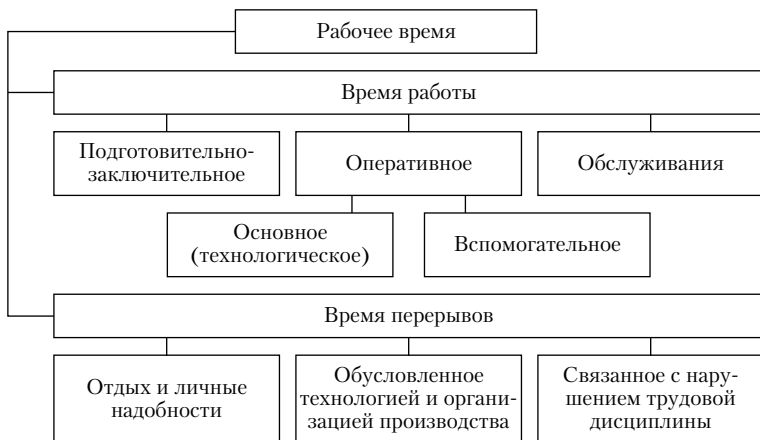 Рабочее время
Время работы
Подготовительно-
заключительное
Оперативное
Обслуживания
Основное
(технологическое)
Вспомогательное
Время перерывов
Отдых и личные
надобности
Обусловленное
технологией и органи-
зацией производства
Связанное с нару-
шением трудовой
дисциплины